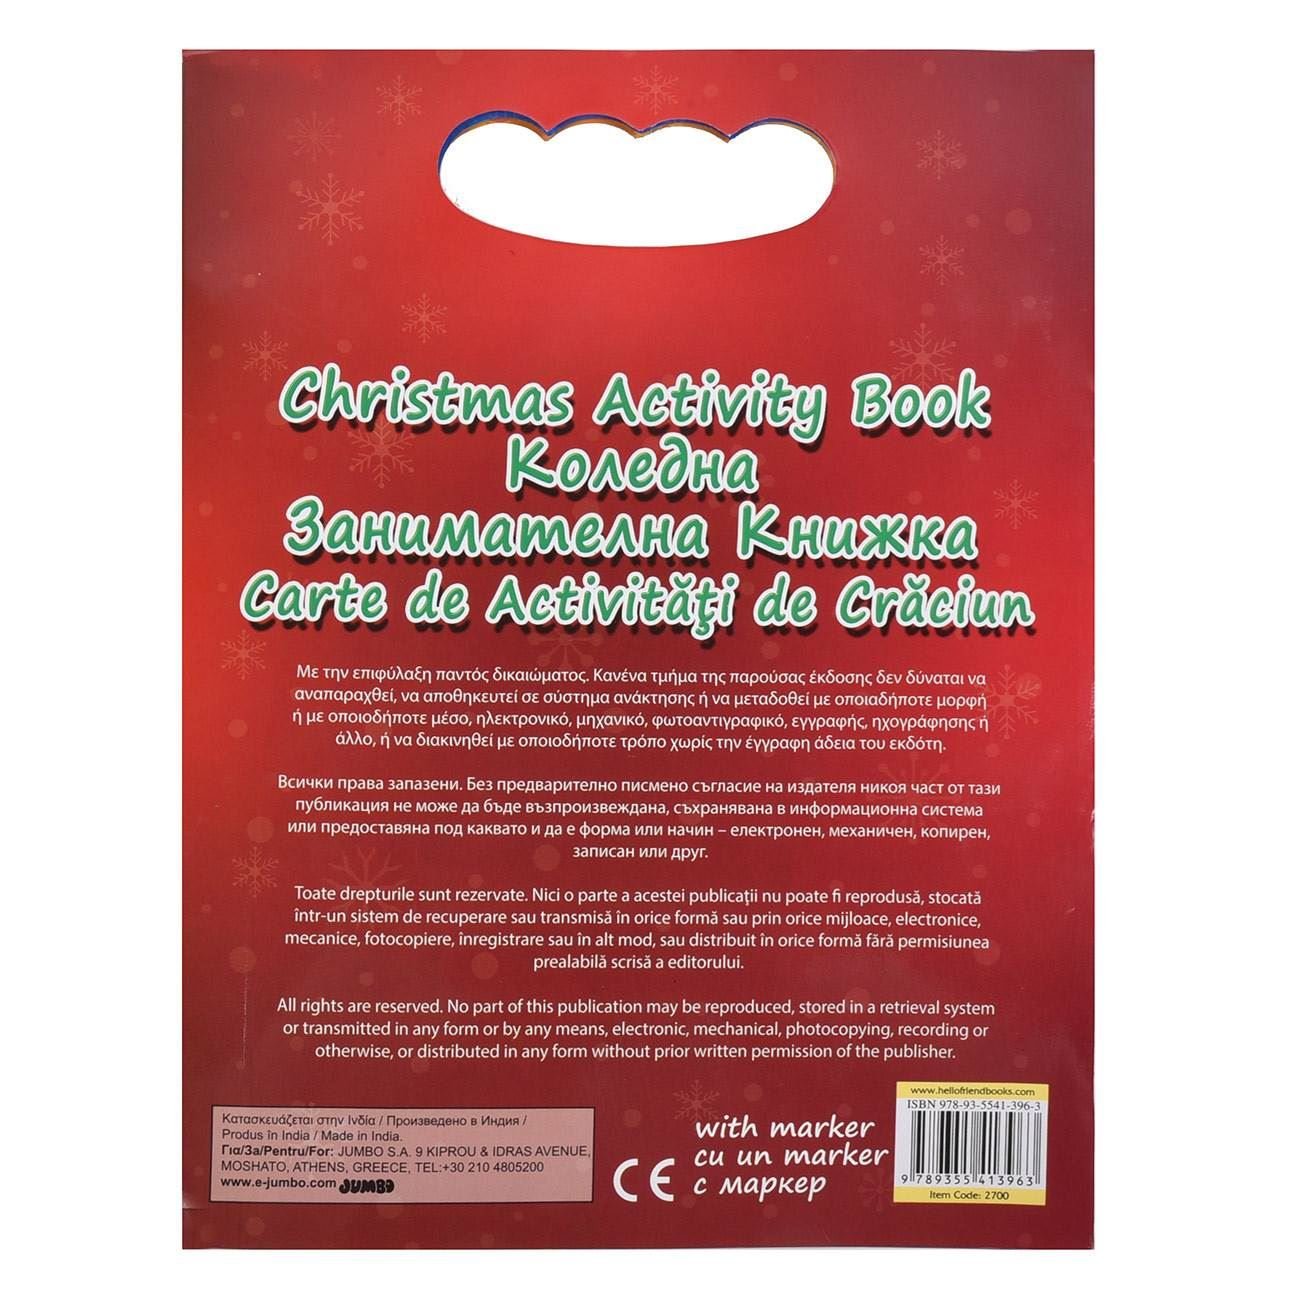 Christmas Activity Book
Коледна
Занимателна Книжка
Carte de Activităţi de Crăciun
Με την επιφύλαξη παντός δικαιώματος. Κανένα τμήμα της παρούσας έκδοσης δεν δύναται να
αναπαραχθεί, να αποθηκευτεί σε σύστημα ανάκτησης ή να μεταδοθεί με οποιαδήποτε μορφή
ή με οποιοδήποτε μέσο, ηλεκτρονικό, μηχανικό, φωτοαντιγραφικό, εγγραφής, ηχογράφησης ή
άλλο, ή να διακινηθεί με οποιοδήποτε τρόπο χωρίς την έγγραφη άδεια του εκδότη.
Всички права запазени. Без предварително писмено съгласие на издателя никоя част от тази
публикация не може да бъде възпроизвеждана, съхранявана в информационна система
или предоставяна под каквато и да е форма или начин – електронен, механичен, копирен,
записан или друг.
Toate drepturile sunt rezervate. Nici o parte a acestei publicaţii nu poate fi reprodusă, stocată
într-un sistem de recuperare sau transmisă în orice formă sau prin orice mijloace, electronice,
mecanice, fotocopiere, înregistrare sau în alt mod, sau distribuit în orice formă fără permisiunea
prealabilă scrisă a editorului.
All rights are reserved. No part of this publication may be reproduced, stored in a retrieval system
or transmitted in any form or by any means, electronic, mechanical, photocopying, recording or
otherwise, or distributed in any form without prior written permission of the publisher.
Κατασκευάζεται στην Ινδία / Произведено в Индия /
Produs în India / Made in India.
Για/За/Pentru/For: JUMBO S.A. 9 KIPROU & IDRAS AVENUE,
MOSHATO, ATHENS, GREECE, TEL:+30 210 4805200
www.e-jumbo.com JUMBO
CE
with marker
cu un marker
с маркер
www.hellofriendbooks.com
ISBN 978-93-5541-396-3
9 789355 413963
Item Code: 2700